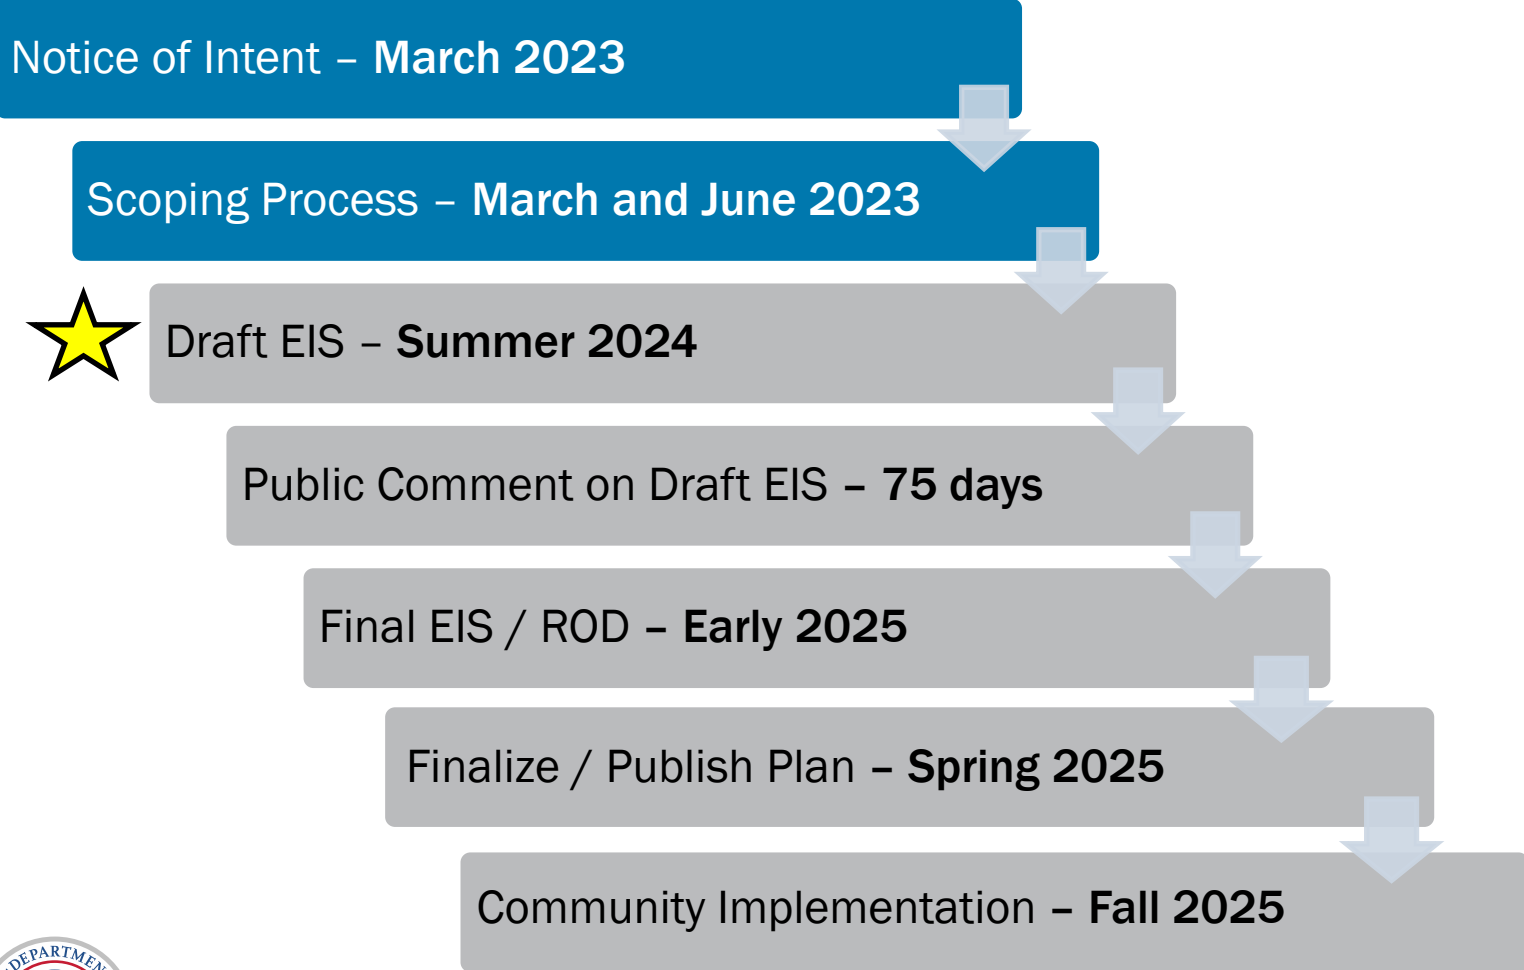 Notice of Intent – March 2023
Scoping Process – March and June 2023
Draft EIS – Summer 2024
Public Comment on Draft EIS – 75 days
Final EIS / ROD – Early 2025
Finalize / Publish Plan – Spring 2025
Community Implementation – Fall 2025